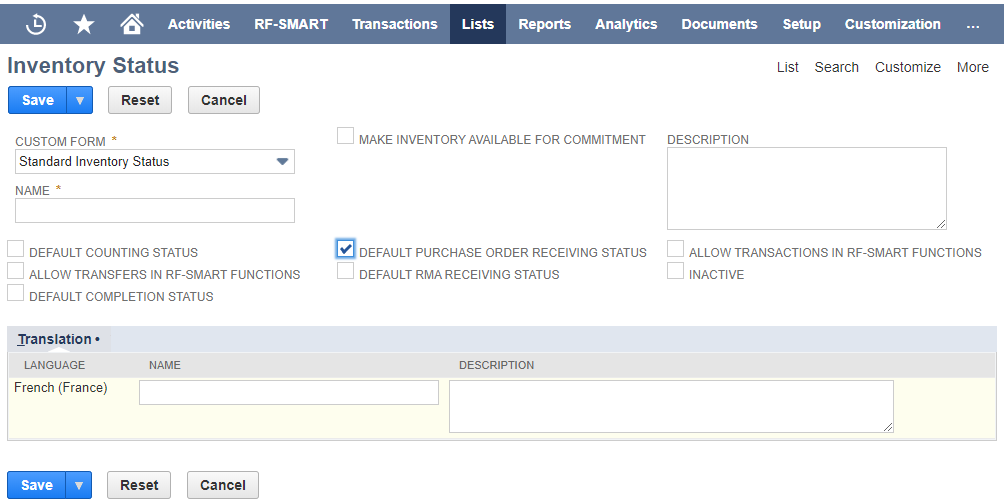 Activities RF-SMART Transactions Lists Reports Analytics Documents Setup Customization ...
Inventory Status
List Search Customize More
Save Reset Cancel
CUSTOM FORM *
Standard Inventory Status
NAME *
MAKE INVENTORY AVAILABLE FOR COMMITMENT
DESCRIPTION
DEFAULT COUNTING STATUS
ALLOW TRANSFERS IN RF-SMART FUNCTIONS
DEFAULT COMPLETION STATUS
DEFAULT PURCHASE ORDER RECEIVING STATUS
DEFAULT RMA RECEIVING STATUS
ALLOW TRANSACTIONS IN RF-SMART FUNCTIONS
INACTIVE
Translation •
LANGUAGE NAME DESCRIPTION
French (France)
Save Reset Cancel